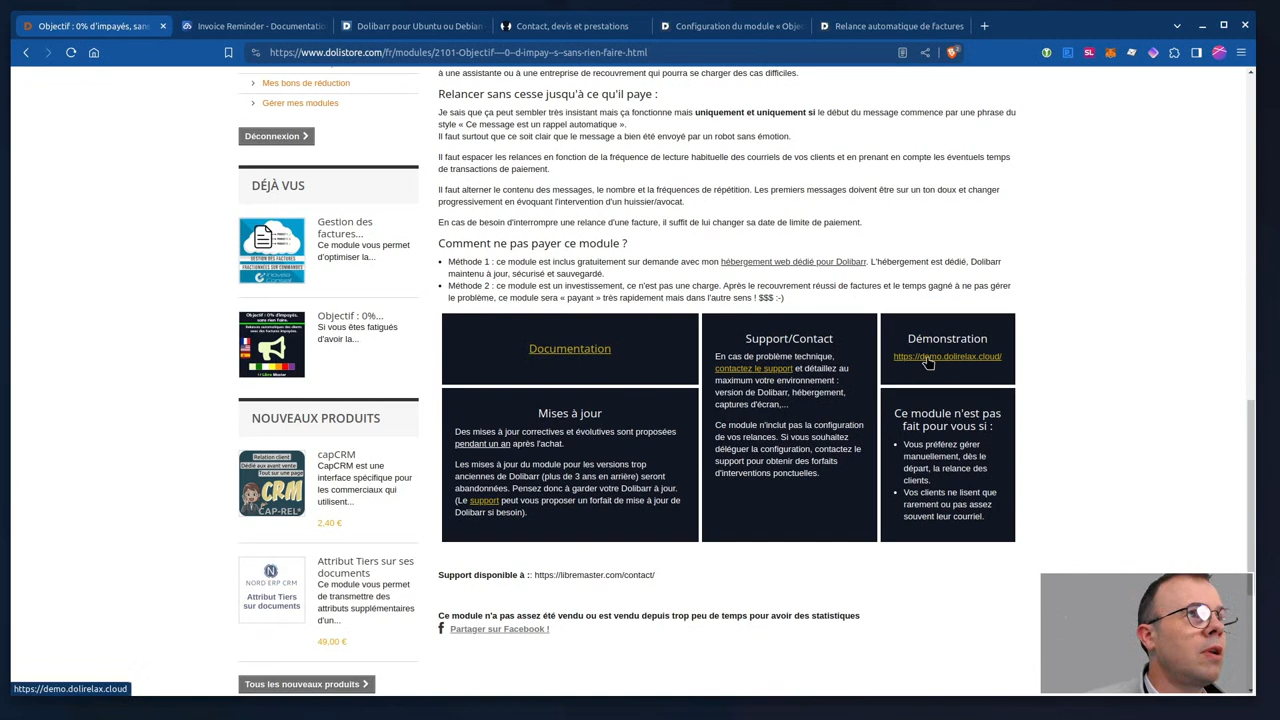 Objectif : 0% d'impayés, sans
Invoice Reminder - Documentatio
Dolibarr pour Ubuntu ou Debian
Contact, devis et prestations
Configuration du module « Obje
Relance automatique de factures
https://www.dolistore.com/fr/modules/2101-Objectif----0--d-impay--s--sans-rien-faire-.html
Mes bons de réduction
Gérer mes modules
Déconnexion
DÉJÀ VUS
Gestion des
factures...
Ce module vous permet
d'optimiser la...
Objectif : 0%...
Si vous êtes fatigués
d'avoir la...
NOUVEAUX PRODUITS
capCRM
CapCRM est une
interface spécifique pour
les commerciaux qui
utilisent...
2,40 €
Attribut Tiers sur ses
documents
Ce module vous permet
de transmettre des
attributs supplémentaires
d'un...
49,00 €
Tous les nouveaux produits
à une assistante ou à une entreprise de recouvrement qui pourra se charger des cas difficiles.
Relancer sans cesse jusqu'à ce qu'il paye :
Je sais que ça peut sembler très insistant mais ça fonctionne mais uniquement et uniquement si le début du message commence par une phrase du
style « Ce message est un rappel automatique ».
Il faut surtout que ce soit clair que le message a bien été envoyé par un robot sans émotion.
Il faut espacer les relances en fonction de la fréquence de lecture habituelle des courriels de vos clients et en prenant en compte les éventuels temps
de transactions de paiement.
Il faut alterner le contenu des messages, le nombre et la fréquences de répétition. Les premiers messages doivent être sur un ton doux et changer
progressivement en évoquant l'intervention d'un huissier/avocat.
En cas de besoin d'interrompre une relance d'une facture, il suffit de lui changer sa date de limite de paiement.
Comment ne pas payer ce module ?
Méthode 1 : ce module est inclus gratuitement sur demande avec mon hébergement web dédié pour Dolibarr. L'hébergement est dédié, Dolibarr
maintenu à jour, sécurisé et sauvegardé.
Méthode 2 : ce module est un investissement, ce n'est pas une charge. Après le recouvrement réussi de factures et le temps gagné à ne pas gérer
le problème, ce module sera « payant » très rapidement mais dans l'autre sens ! $$$ :-)
Documentation
Mises à jour
Des mises à jour correctives et évolutives sont proposées
pendant un an après l'achat.
Les mises à jour du module pour les versions trop
anciennes de Dolibarr (plus de 3 ans en arrière) seront
abandonnées. Pensez donc à garder votre Dolibarr à jour.
(Le support peut vous proposer un forfait de mise à jour de
Dolibarr si besoin).
Support/Contact
En cas de problème technique,
contactez le support et détaillez au
maximum votre environnement :
version de Dolibarr, hébergement,
captures d'écran,...
Ce module n'inclut pas la configuration
de vos relances. Si vous souhaitez
déléguer la configuration, contactez le
support pour obtenir des forfaits
d'interventions ponctuelles.
Démonstration
https://demo.dolirelax.cloud/
Ce module n'est pas
fait pour vous si :
Vous préférez gérer
manuellement, dès le
départ, la relance des
clients.
Vos clients ne lisent que
rarement ou pas assez
souvent leur courriel.
Support disponible à :: https://libremaster.com/contact/
Ce module n'a pas assez été vendu ou est vendu depuis trop peu de temps pour avoir des statistiques
Partager sur Facebook !
https://demo.dolirelax.cloud